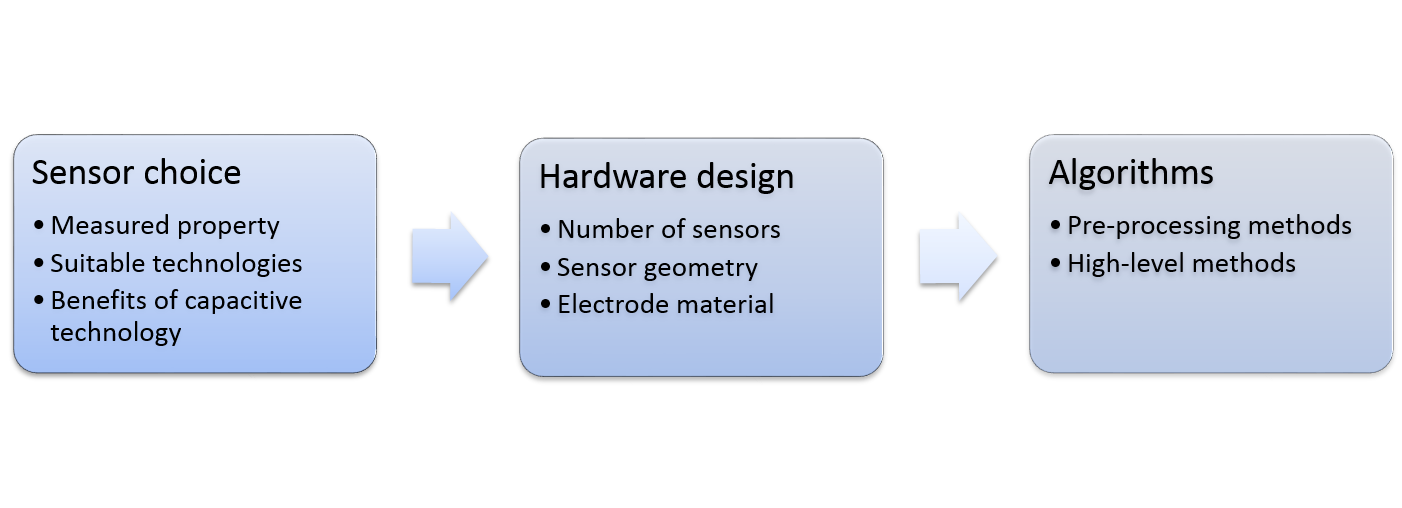 Sensor choice
• Measured property
• Suitable technologies
• Benefits of capacitive
technology
Hardware design
• Number of sensors
• Sensor geometry
• Electrode material
Algorithms
• Pre-processing methods
• High-level methods